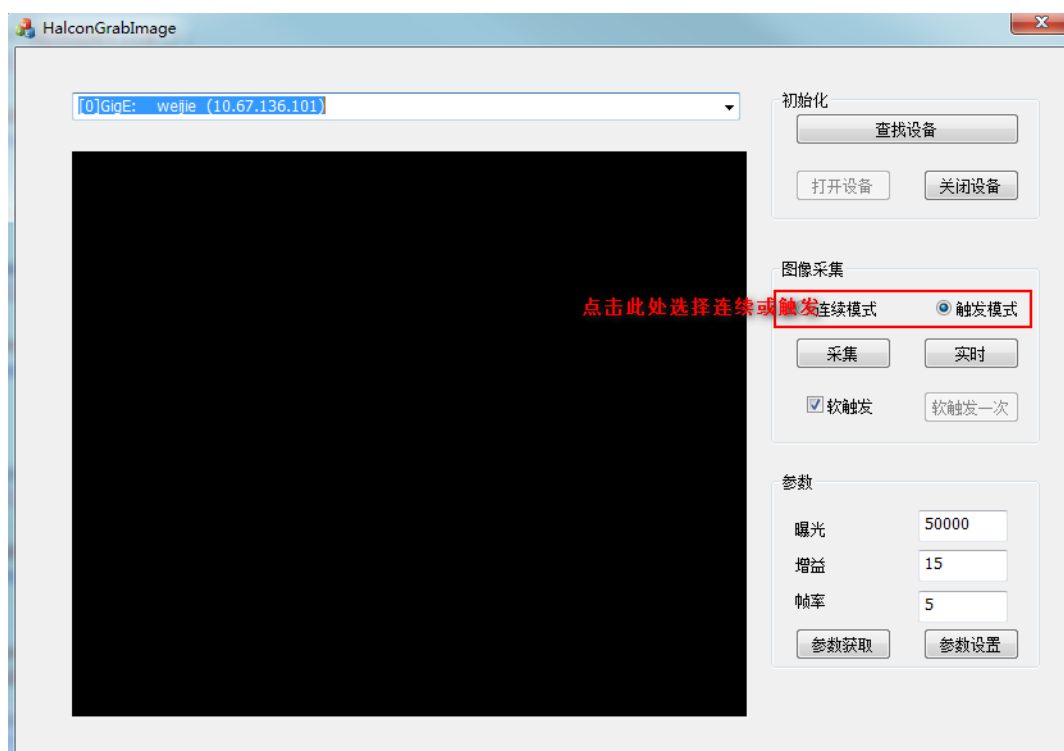 HalconGrabImage
[0]GigE: weijie (10.67.136.101)
初始化
查找设备
打开设备 关闭设备
图像采集
点击此处选择连续或触发
连续模式 触发模式
采集 实时
软触发 软触发一次
参数
曝光 50000
增益 15
帧率 5
参数获取 参数设置